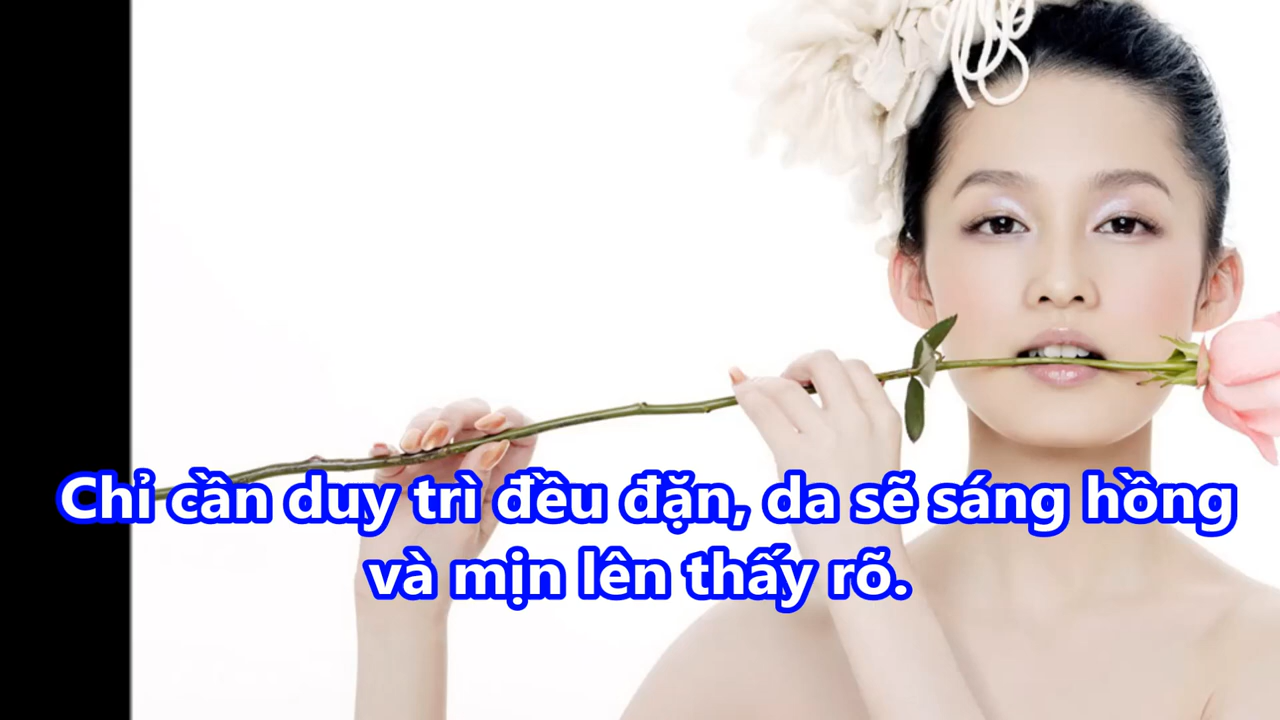 Chỉ cần duy trì đều đặn, da sẽ sáng hồng
và mịn lên thấy rõ.